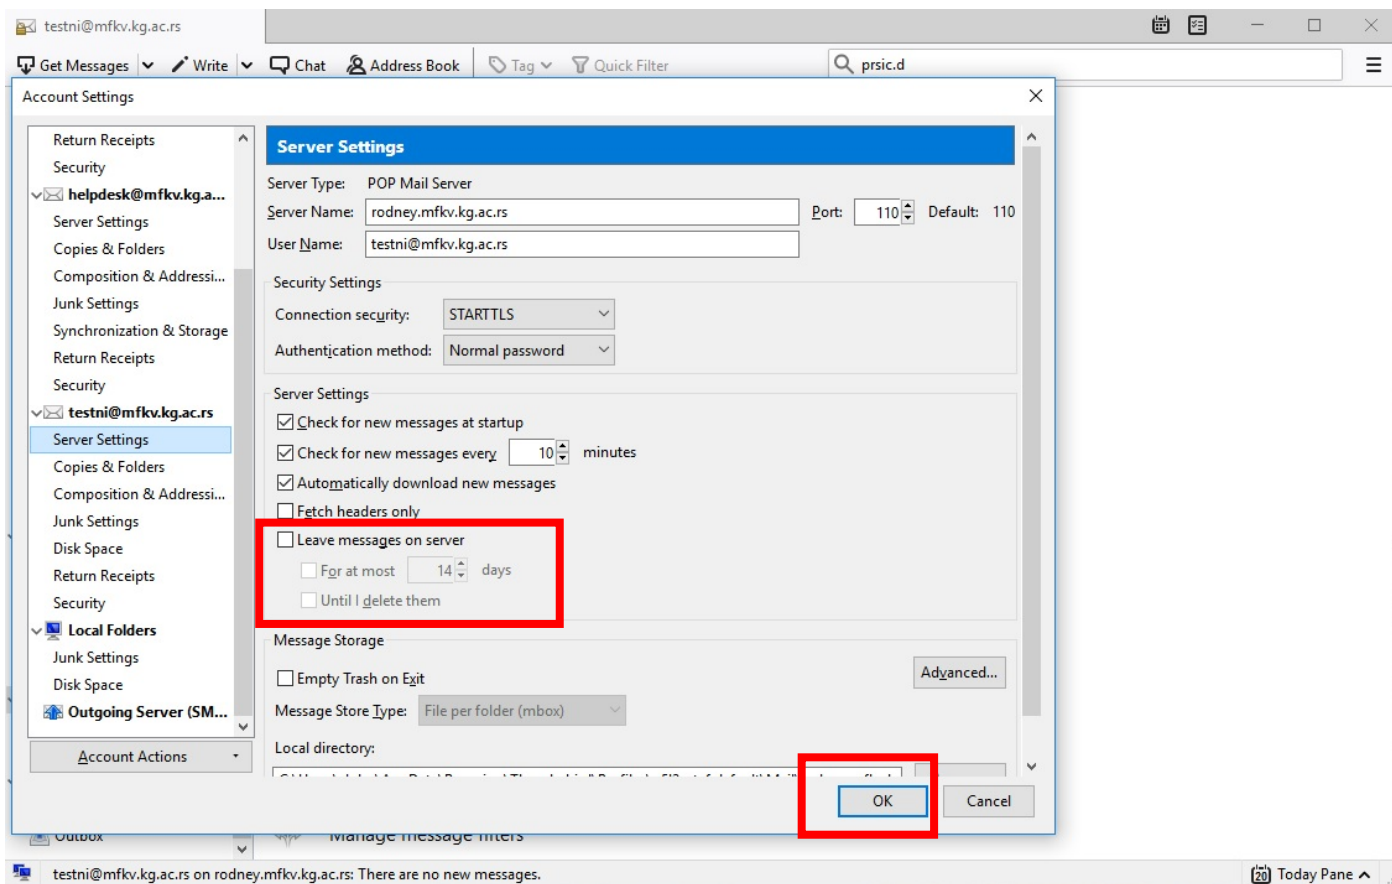 testni@mfkv.kg.ac.rs
Get Messages Write Chat Address Book Tag Quick Filter prsic.d
Account Settings
Return Receipts
Security
helpdesk@mfkv.kg.a...
Server Settings
Copies & Folders
Composition & Addressi...
Junk Settings
Synchronization & Storage
Return Receipts
Security
testni@mfkv.kg.ac.rs
Server Settings
Copies & Folders
Composition & Addressi...
Junk Settings
Disk Space
Return Receipts
Security
Local Folders
Junk Settings
Disk Space
Outgoing Server (SM...
Account Actions
Server Settings
Server Type: POP Mail Server
Server Name: rodney.mfkv.kg.ac.rs Port: 110 Default: 110
User Name: testni@mfkv.kg.ac.rs
Security Settings
Connection security: STARTTLS
Authentication method: Normal password
Server Settings
Check for new messages at startup
Check for new messages every 10 minutes
Automatically download new messages
Fetch headers only
Leave messages on server
For at most 14 days
Until I delete them
Message Storage
Empty Trash on Exit Advanced...
Message Store Type: File per folder (mbox)
Local directory:
OK Cancel
Outbox Manage message filters
testni@mfkv.kg.ac.rs on rodney.mfkv.kg.ac.rs: There are no new messages. 20 Today Pane